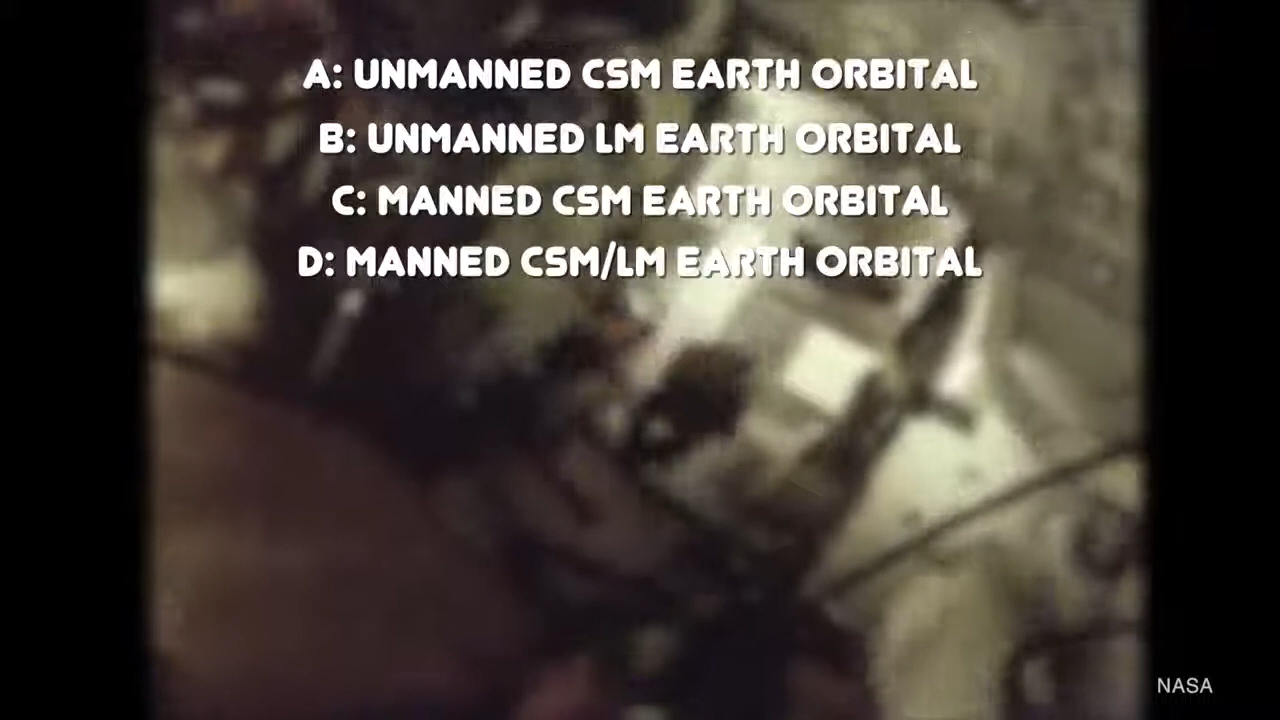 A: UNMANNED CSM EARTH ORBITAL
B: UNMANNED LM EARTH ORBITAL
C: MANNED CSM EARTH ORBITAL
D: MANNED CSM/LM EARTH ORBITAL
NASA